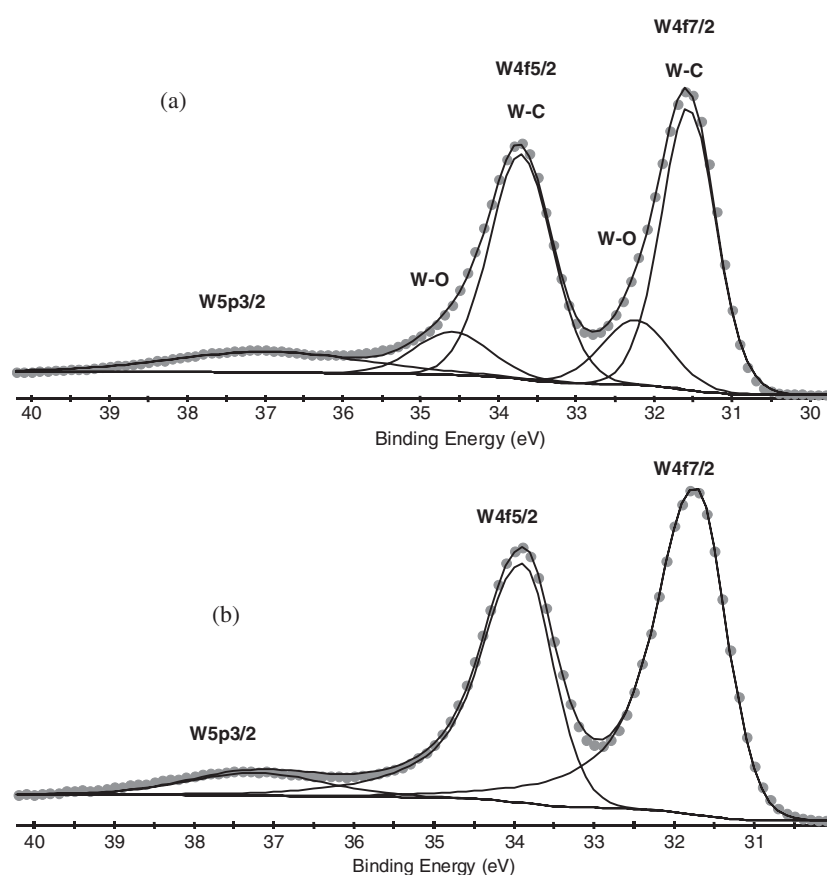 W4f7/2
W4f5/2
W-C
(a)
W-C
W-O
W-O
W5p3/2
40 39 38 37 36 35 34 33 32 31 30
Binding Energy (eV)
W4f7/2
W4f5/2
(b)
W5p3/2
40 39 38 37 36 35 34 33 32 31
Binding Energy (eV)